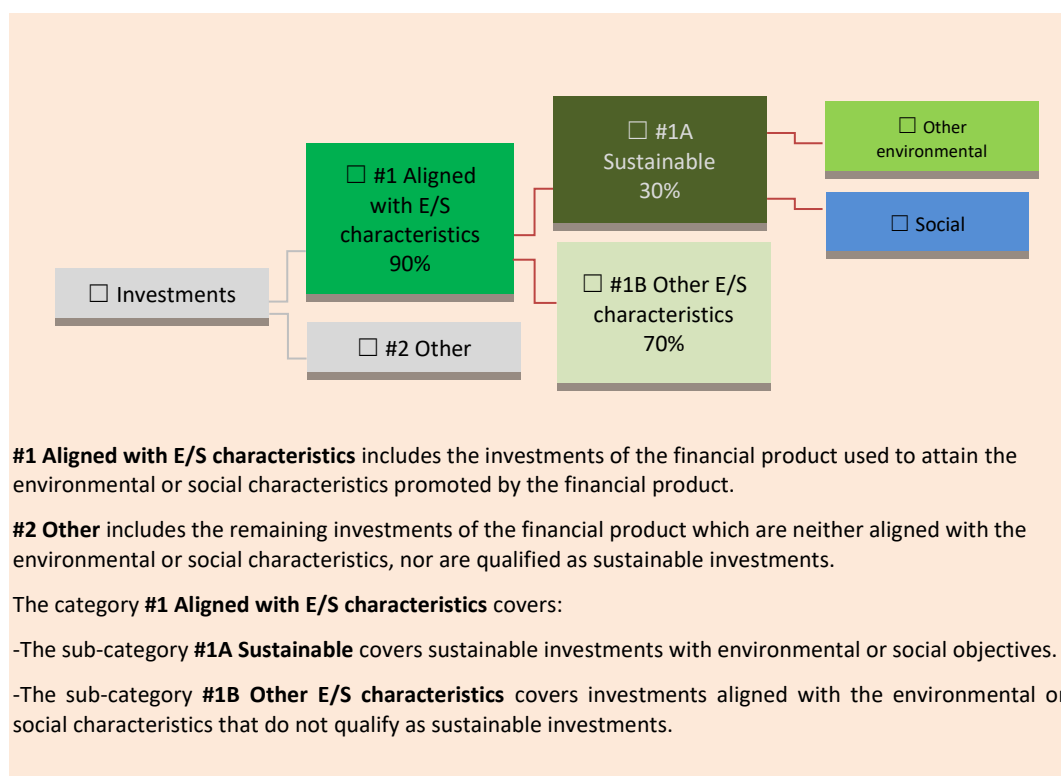 ☐ #1A
Sustainable
30%
☐ Other
environmental
☐ #1 Aligned
with E/S
characteristics
90%
☐ Social
☐ #1B Other E/S
characteristics
70%
☐ Investments
☐ #2 Other
#1 Aligned with E/S characteristics includes the investments of the financial product used to attain the
environmental or social characteristics promoted by the financial product.
#2 Other includes the remaining investments of the financial product which are neither aligned with the
environmental or social characteristics, nor are qualified as sustainable investments.
The category #1 Aligned with E/S characteristics covers:
-The sub-category #1A Sustainable covers sustainable investments with environmental or social objectives.
-The sub-category #1B Other E/S characteristics covers investments aligned with the environmental or
social characteristics that do not qualify as sustainable investments.